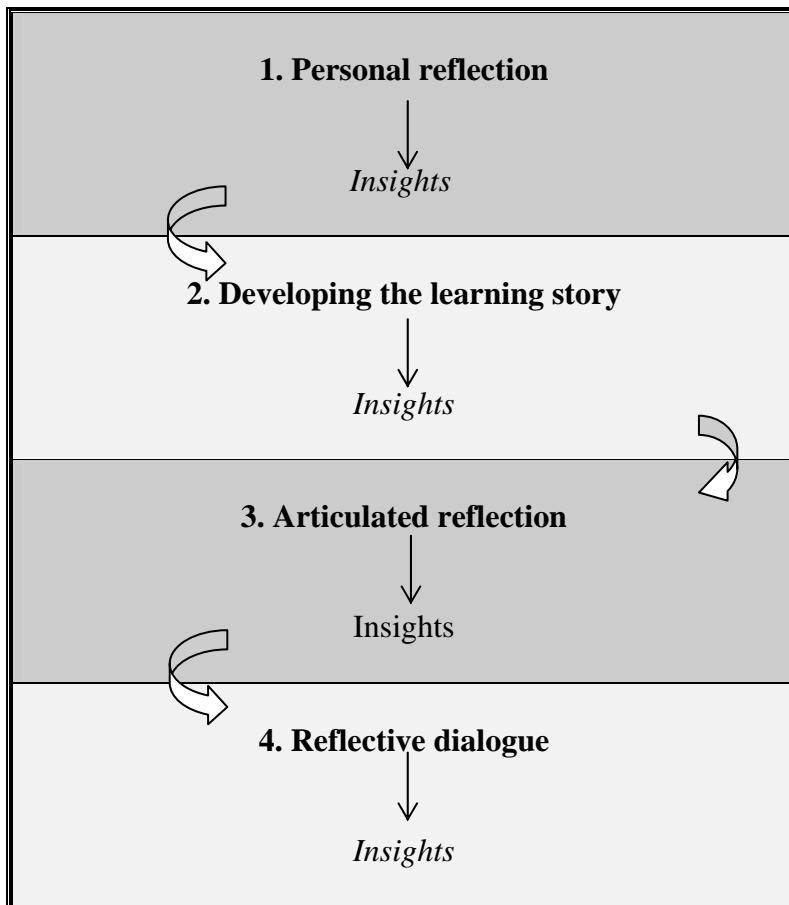 1. Personal reflection
Insights
2. Developing the learning story
Insights
3. Articulated reflection
Insights
4. Reflective dialogue
Insights